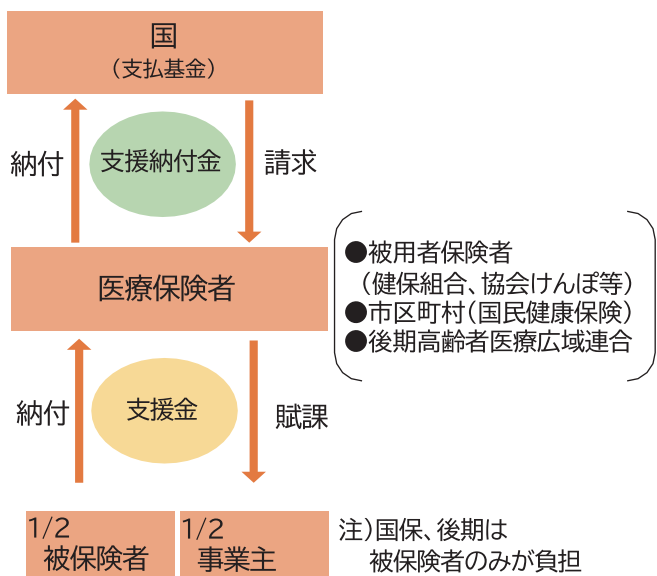 国
（支払基金）
納付
支援納付金
請求
医療保険者
●被用者保険者
（健保組合、協会けんぽ等）
●市区町村（国民健康保険）
●後期高齢者医療広域連合
納付
支援金
賦課
1/2
被保険者
1/2
事業主
注）国保、後期は
被保険者のみが負担